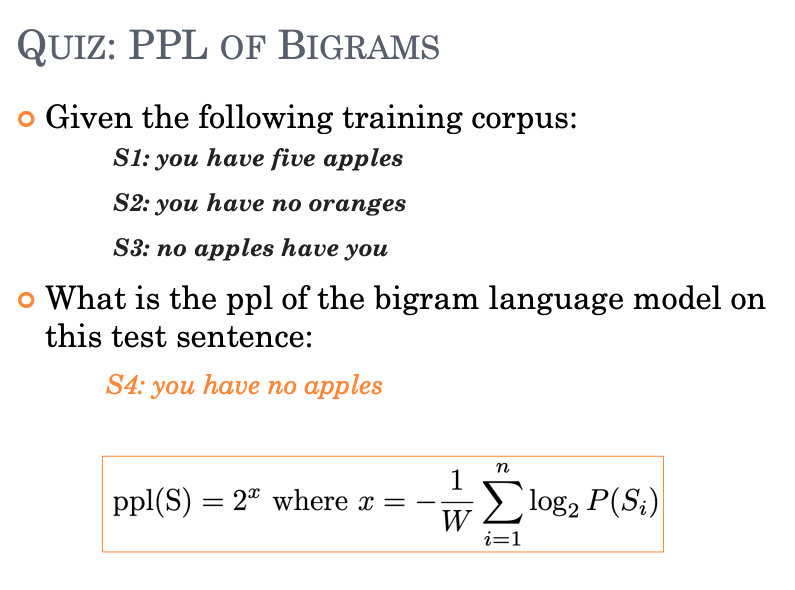 QUIZ: PPL OF BIGRAMS
Given the following training corpus:
S1: you have five apples
S2: you have no oranges
S3: no apples have you
What is the ppl of the bigram language model on
this test sentence:
S4: you have no apples
ppl(S) = 2^x where x = −\frac{1}{W} \sum_{i=1}^{n} log_2 P(S_i)